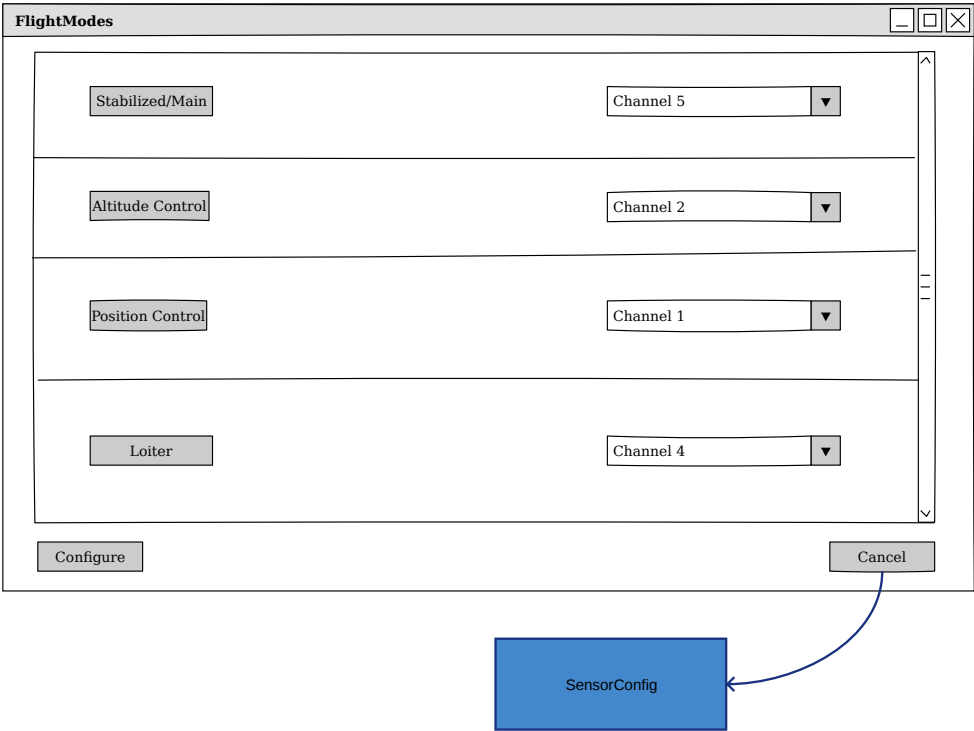 FlightModes
Stabilized/Main
Channel 5
Altitude Control
Channel 2
Position Control
Channel 1
Loiter
Channel 4
Configure
Cancel
SensorConfig